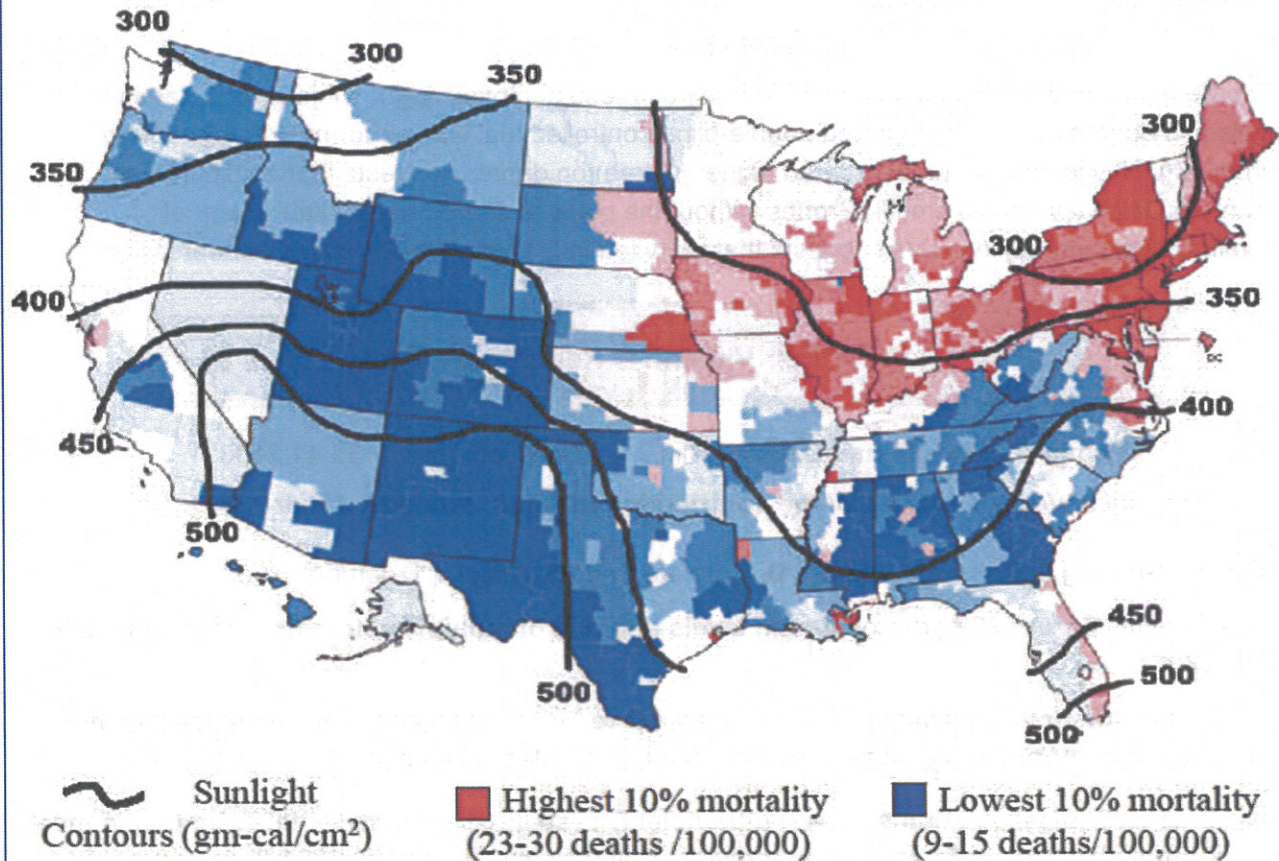 300
300
350
300
350
300
400
350
400
450
500
DC
450
500
500
500
Sunlight
Contours (gm-cal/cm²)
Highest 10% mortality
(23-30 deaths /100,000)
Lowest 10% mortality
(9-15 deaths/100,000)